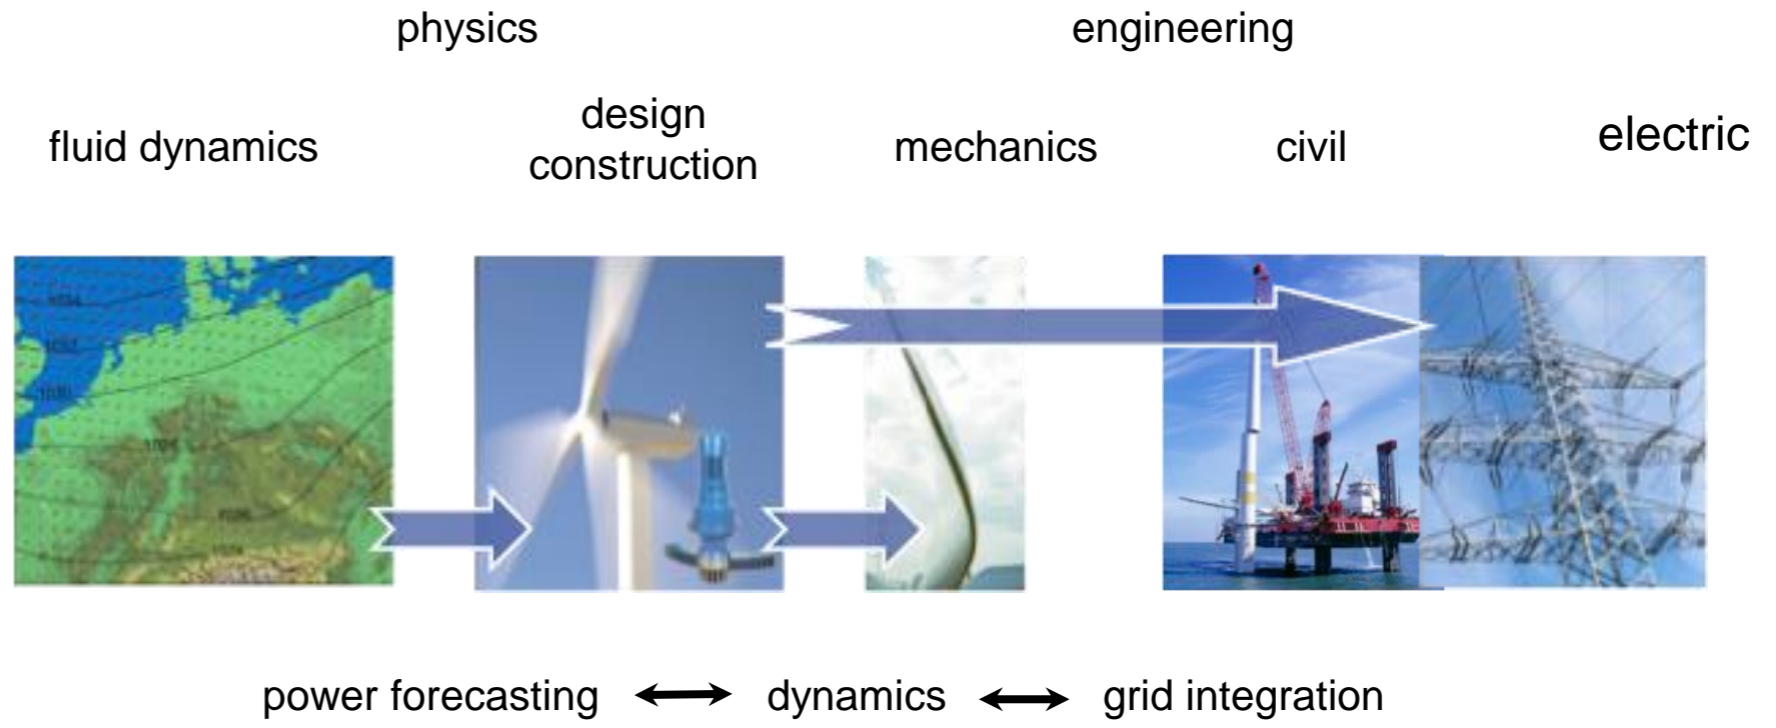 physics
engineering
fluid dynamics
design
construction
mechanics
civil
electric
power forecasting
dynamics
grid integration